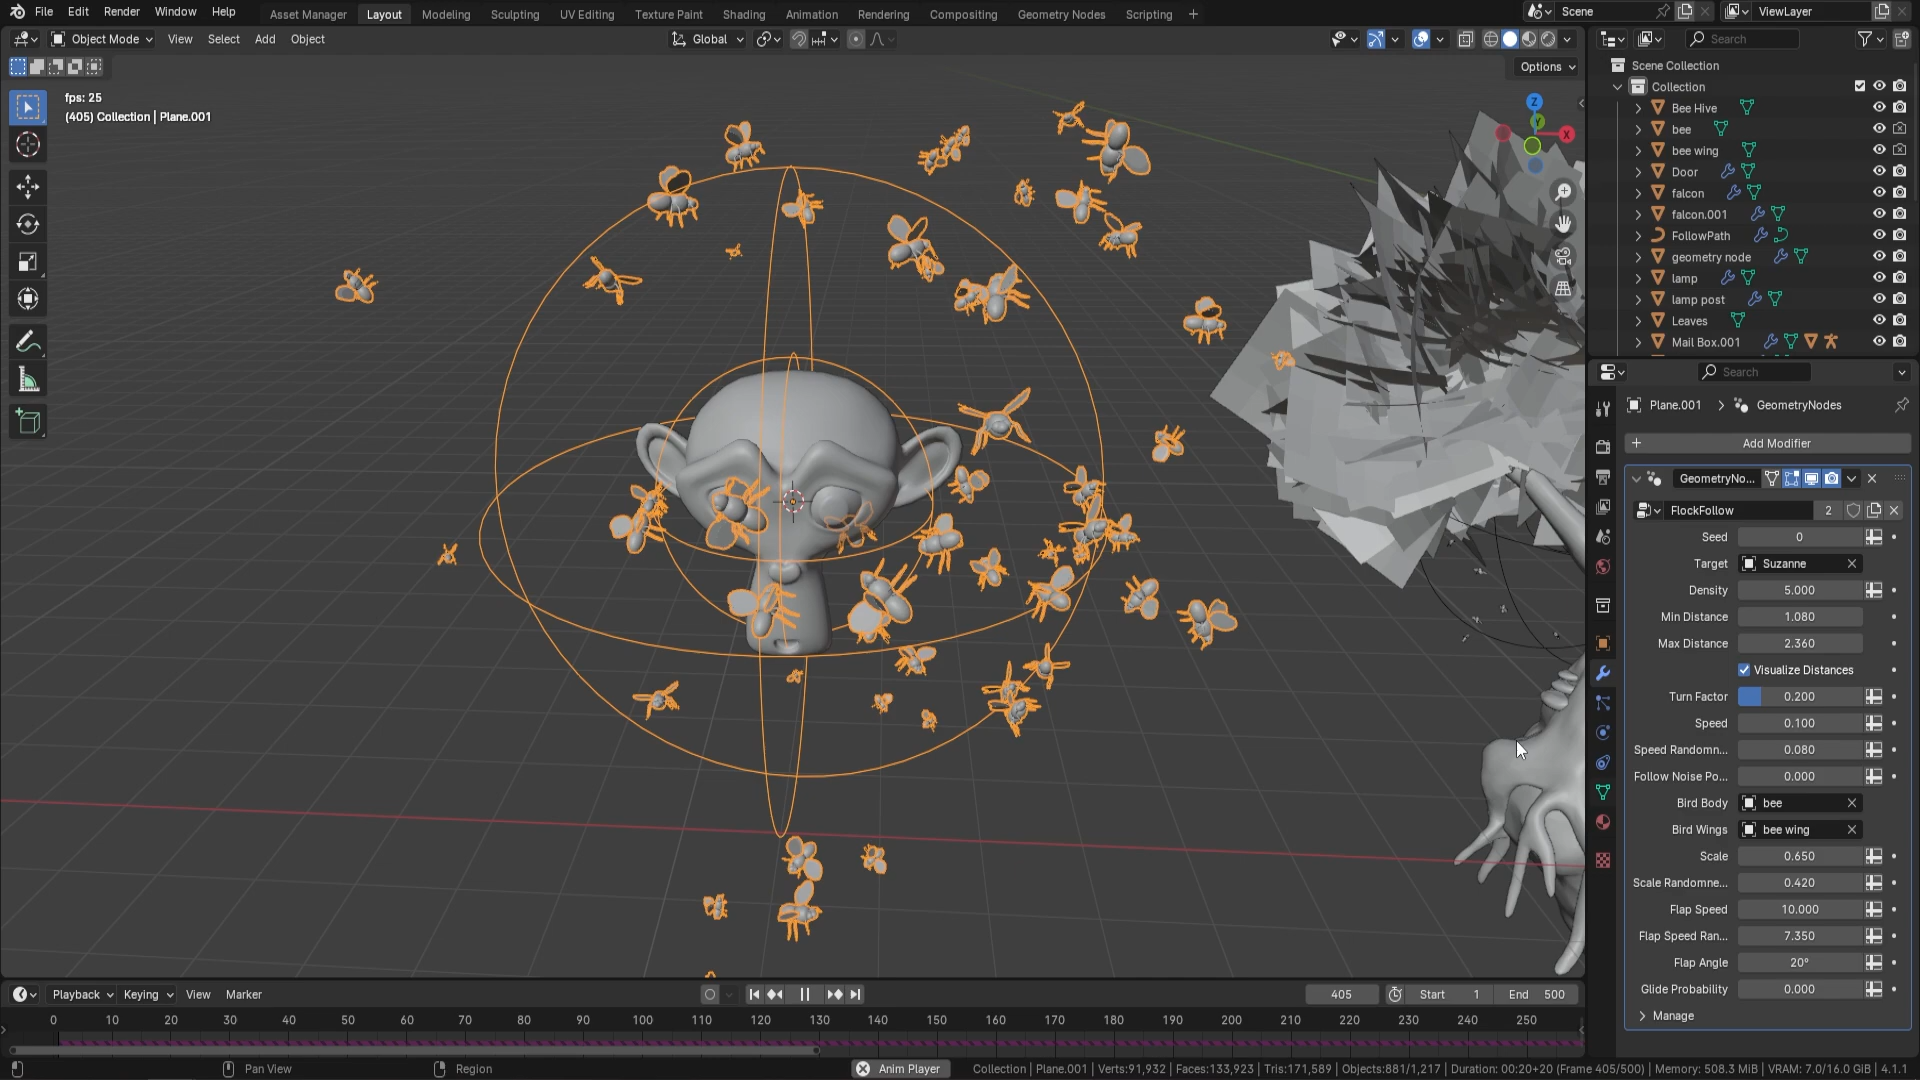 File Edit Render Window Help Asset Manager Layout Modeling Sculpting UV Editing Texture Paint Shading Animation Rendering Compositing Geometry Nodes Scripting + Scene ViewLayer
Object Mode View Select Add Object Global Search
Options
fps: 25
(405) Collection | Plane.001
Z
Y
X
Scene Collection
Collection
Bee Hive
bee
bee wing
Door
falcon
falcon.001
FollowPath
geometry node
lamp
lamp post
Leaves
Mail Box.001
Search
Plane.001 > GeometryNodes
+ Add Modifier
GeometryNo...
FlockFollow 2
Seed 0
Target Suzanne
Density 5.000
Min Distance 1.080
Max Distance 2.360
Visualize Distances
Turn Factor 0.200
Speed 0.100
Speed Randomn... 0.080
Follow Noise Po... 0.000
Bird Body bee
Bird Wings bee wing
Scale 0.650
Scale Randomne... 0.420
Flap Speed 10.000
Flap Speed Ran... 7.350
Flap Angle 20°
Glide Probability 0.000
Manage
Playback Keying View Marker 405 Start 1 End 500
0 10 20 30 40 50 60 70 80 90 100 110 120 130 140 150 160 170 180 190 200 210 220 230 240 250
Pan View Region Anim Player Collection | Plane.001 | Verts:91,932 | Faces:133,923 | Tris:171,589 | Objects:881/1,217 | Duration: 00:20+20 (Frame 405/500) | Memory: 508.3 MiB | VRAM: 7.0/16.0 GiB | 4.1.1